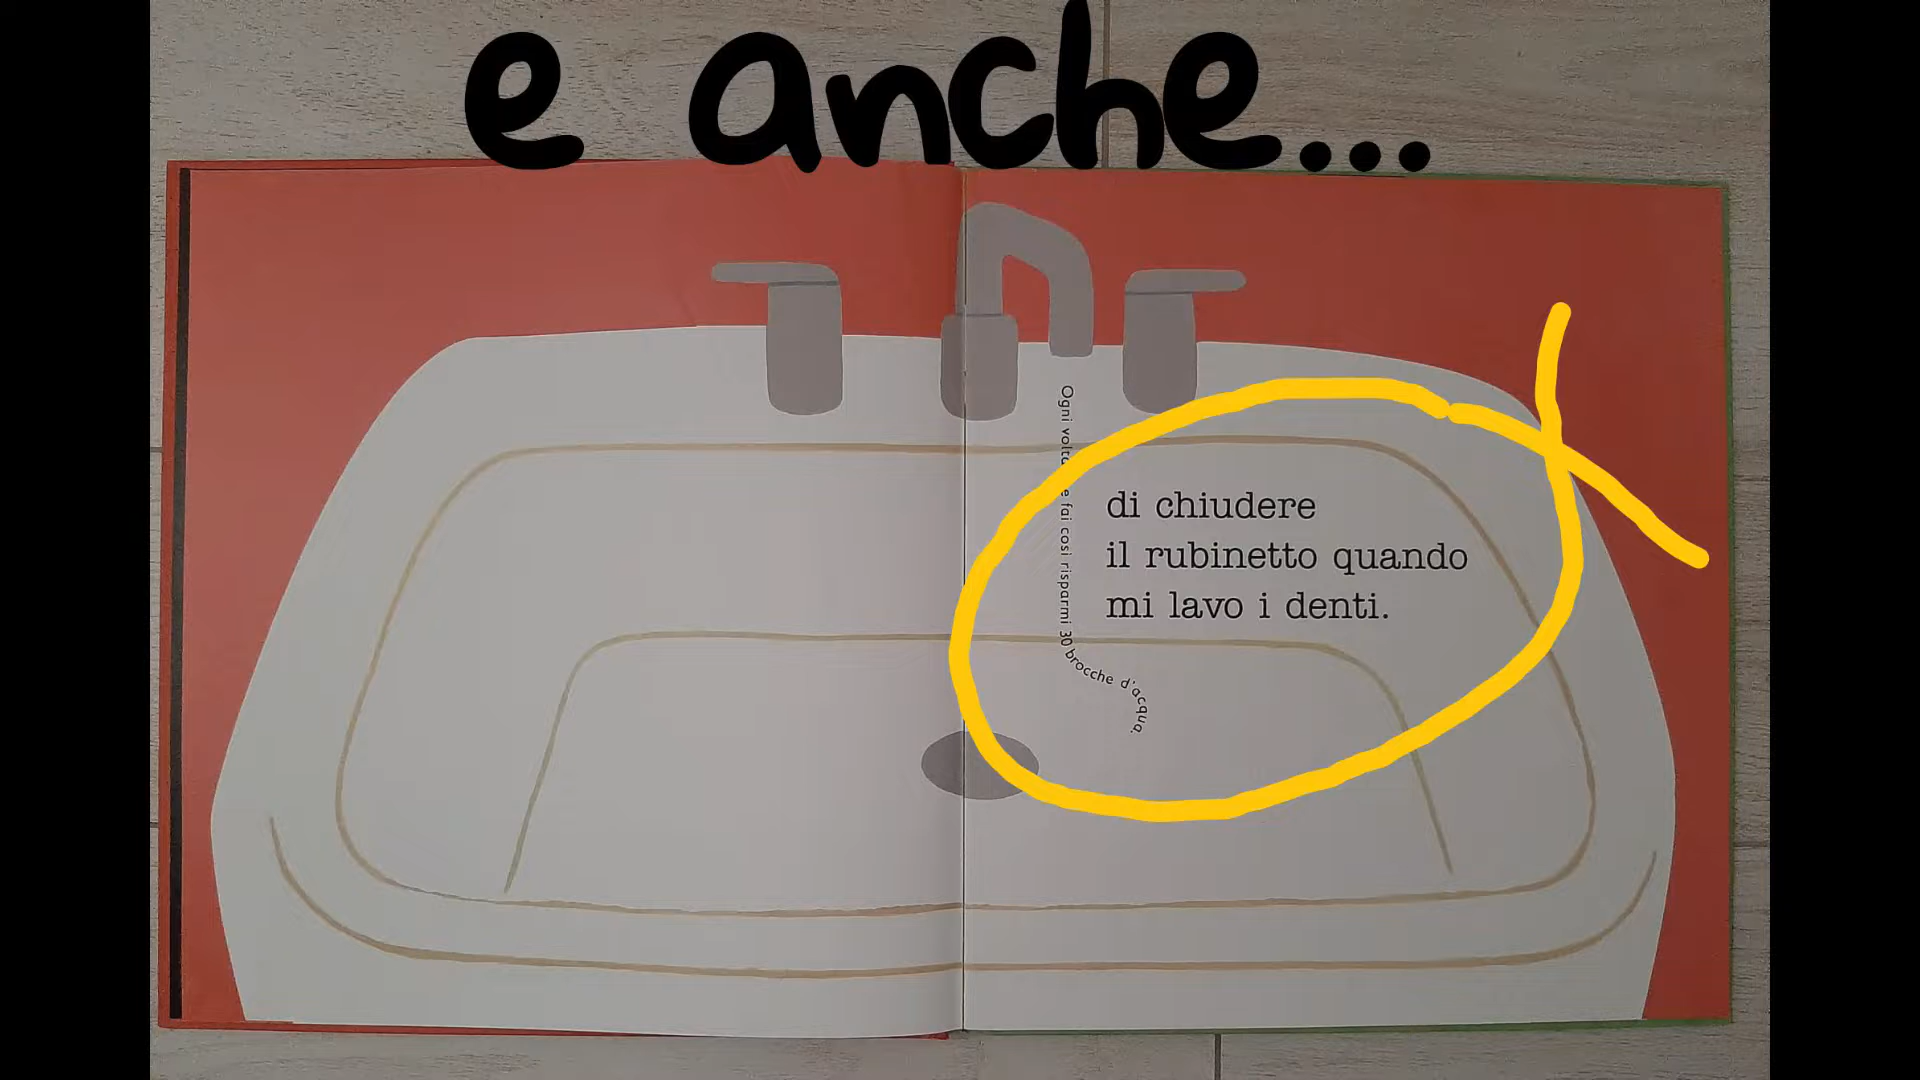 e anche...
di chiudere
il rubinetto quando
mi lavo i denti.
Ogni volta fai così risparmi 30 brocche d'acqua.